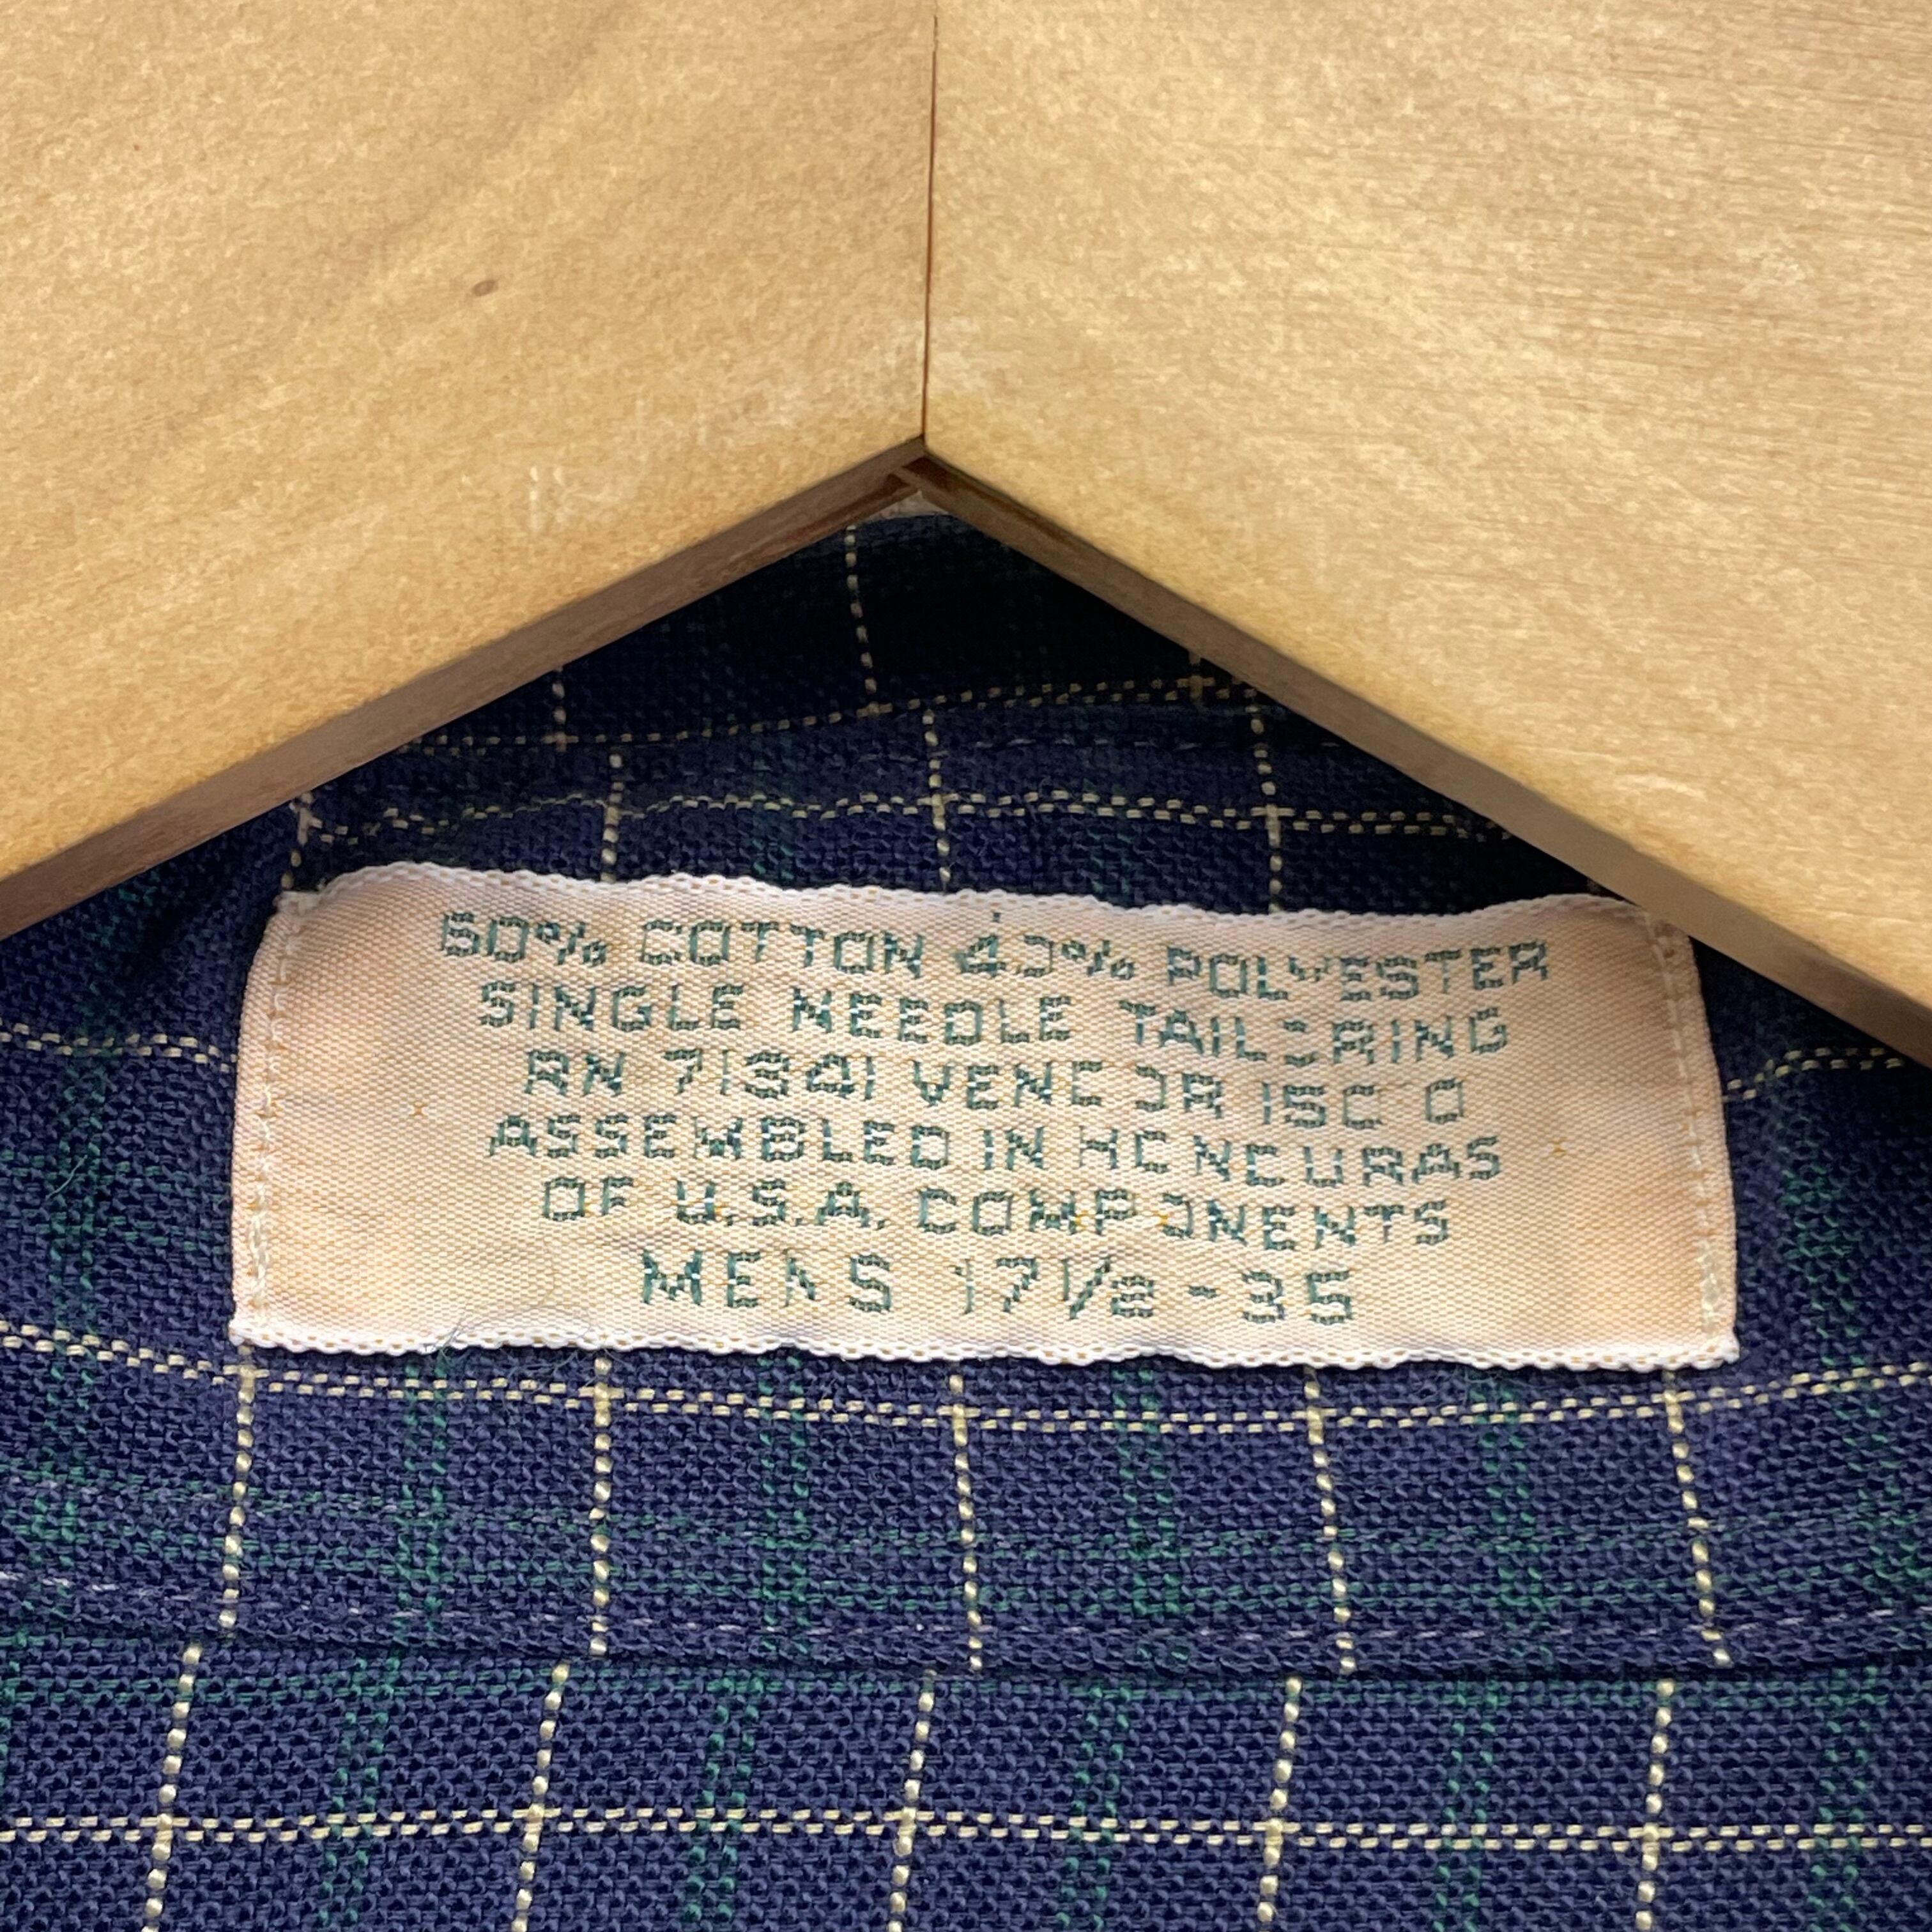 60% COTTON 40% POLYESTER
SINGLE NEEDLE TAILORING
RN 71341 VENDOR ISC O
ASSEMBLED IN HONDURAS
OF U.S.A. COMPONENTS
MENS 17 1/2 - 35